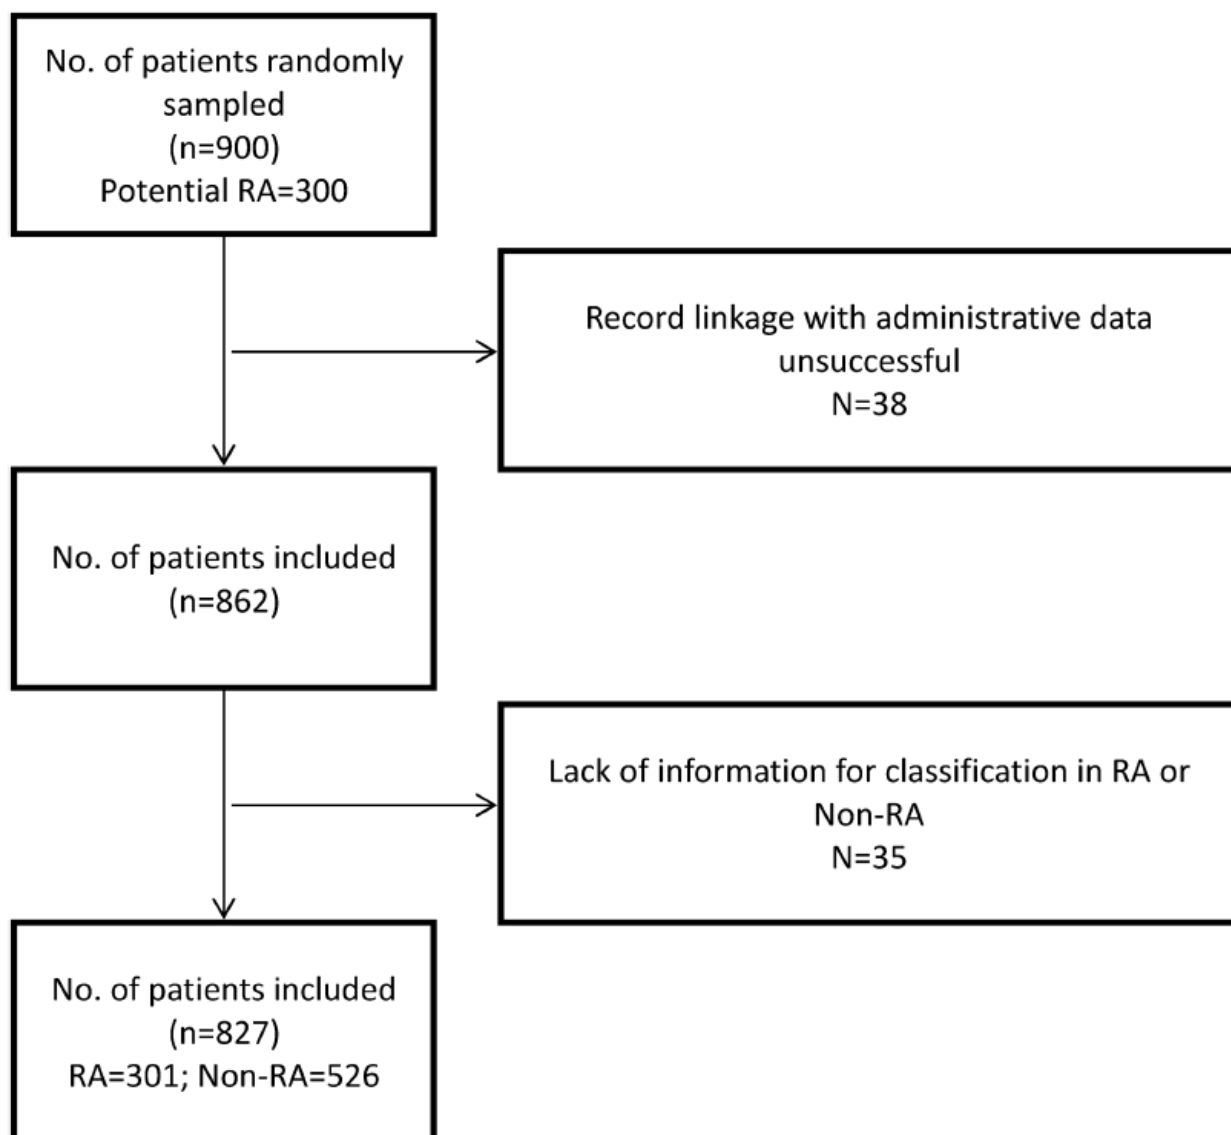 No. of patients randomly
sampled
(n=900)
Potential RA=300
Record linkage with administrative data
unsuccessful
N=38
No. of patients included
(n=862)
Lack of information for classification in RA or
Non-RA
N=35
No. of patients included
(n=827)
RA=301; Non-RA=526